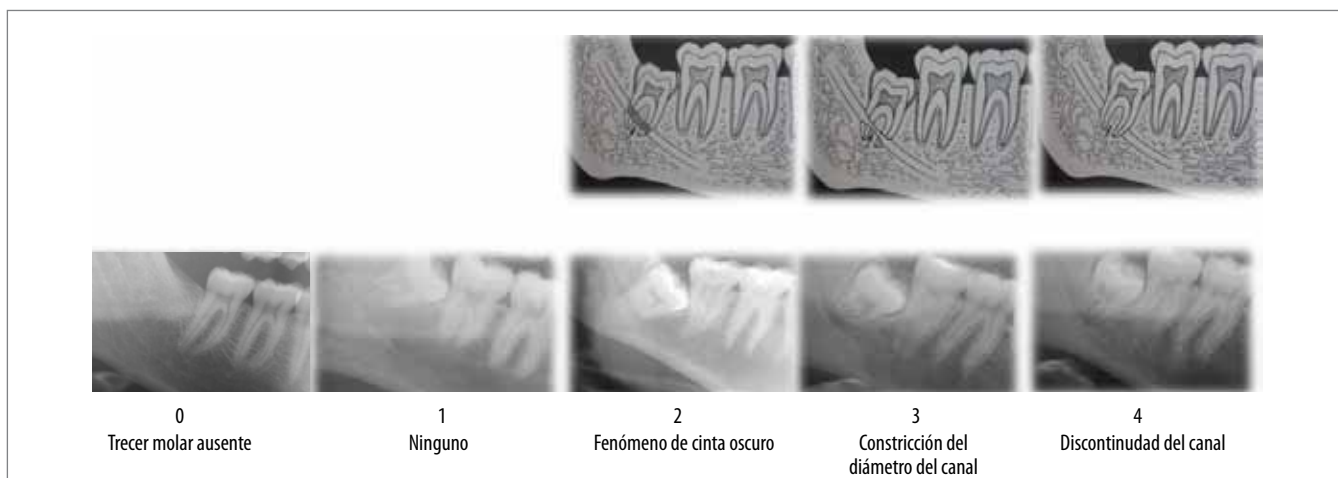 0
Trecer molar ausente
1
Ninguno
2
Fenómeno de cinta oscuro
3
Constricción del
diámetro del canal
4
Discontinudad del canal